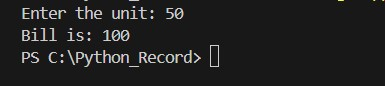 Enter the unit: 50
Bill is: 100
PS C:\Python_Record>